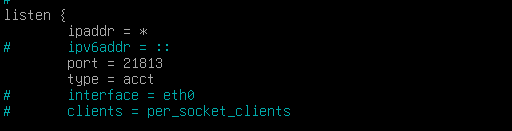 #
listen {
        ipaddr = *
#       ipv6addr = ::
        port = 21813
        type = acct
#       interface = eth0
#       clients = per_socket_clients